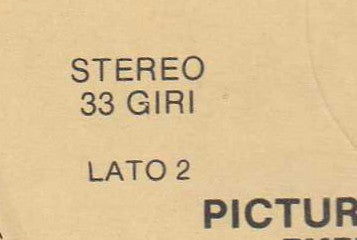 STEREO
33 GIRI
LATO 2
PICTUR